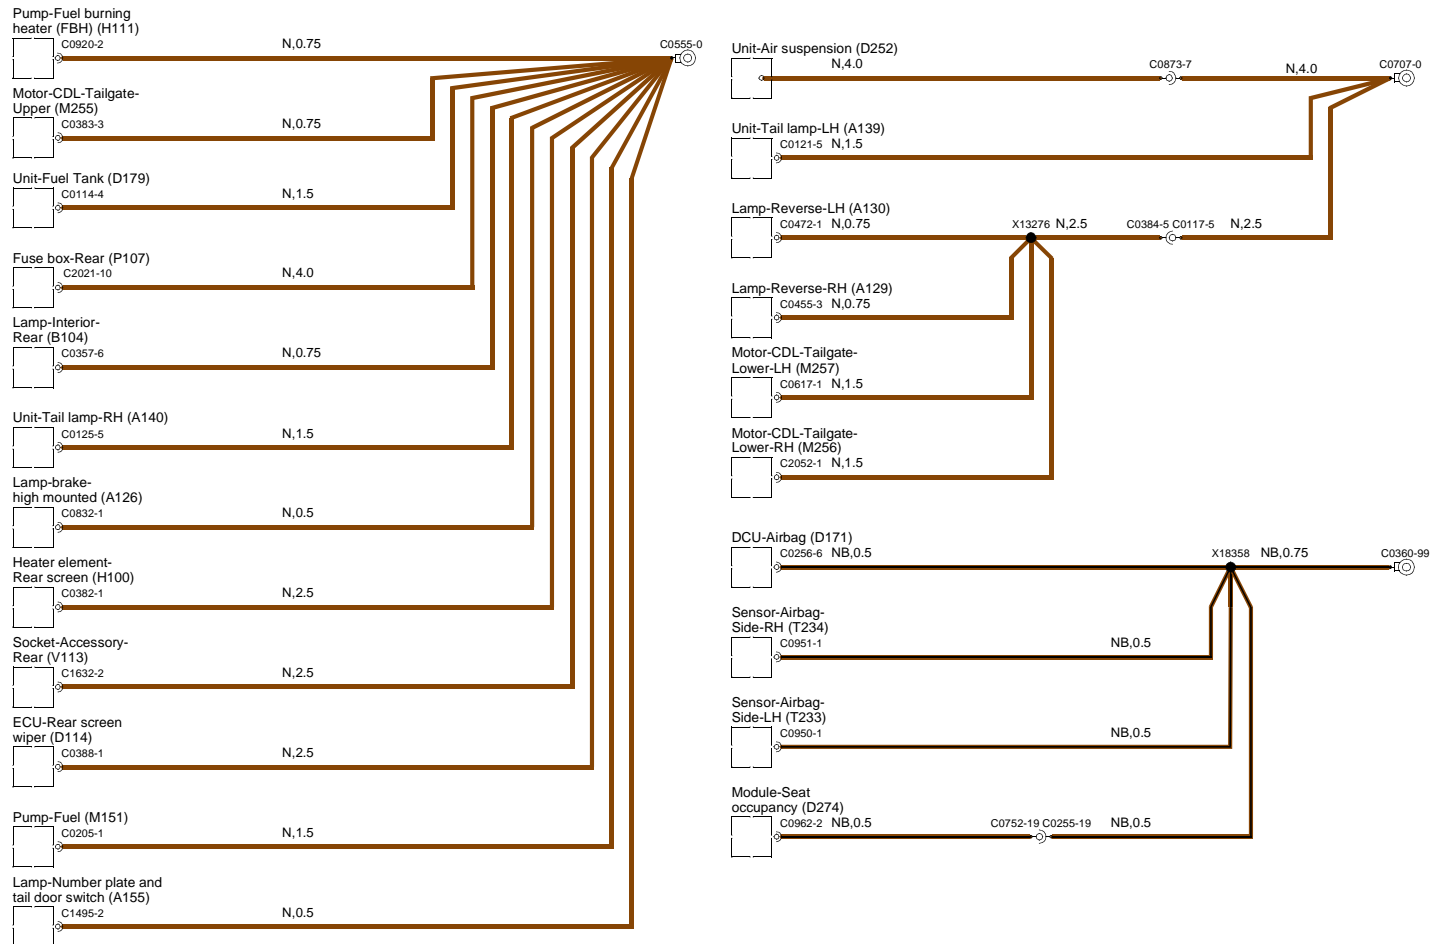 Pump-Fuel burning
heater (FBH) (H111)
C0920-2 N,0.75 C0555-0
Motor-CDL-Tailgate-
Upper (M255)
C0383-3 N,0.75
Unit-Fuel Tank (D179)
C0114-4 N,1.5
Fuse box-Rear (P107)
C2021-10 N,4.0
Lamp-Interior-
Rear (B104)
C0357-6 N,0.75
Unit-Tail lamp-RH (A140)
C0125-5 N,1.5
Lamp-brake-
high mounted (A126)
C0832-1 N,0.5
Heater element-
Rear screen (H100)
C0382-1 N,2.5
Socket-Accessory-
Rear (V113)
C1632-2 N,2.5
ECU-Rear screen
wiper (D114)
C0388-1 N,2.5
Pump-Fuel (M151)
C0205-1 N,1.5
Lamp-Number plate and
tail door switch (A155)
C1495-2 N,0.5
Unit-Air suspension (D252)
N,4.0 C0873-7 N,4.0 C0707-0
Unit-Tail lamp-LH (A139)
C0121-5 N,1.5
Lamp-Reverse-LH (A130)
C0472-1 N,0.75 X13276 N,2.5 C0384-5 C0117-5 N,2.5
Lamp-Reverse-RH (A129)
C0455-3 N,0.75
Motor-CDL-Tailgate-
Lower-LH (M257)
C0617-1 N,1.5
Motor-CDL-Tailgate-
Lower-RH (M256)
C2052-1 N,1.5
DCU-Airbag (D171)
C0256-6 NB,0.5 X18358 NB,0.75 C0360-99
Sensor-Airbag-
Side-RH (T234)
C0951-1 NB,0.5
Sensor-Airbag-
Side-LH (T233)
C0950-1 NB,0.5
Module-Seat
occupancy (D274)
C0962-2 NB,0.5 C0752-19 C0255-19 NB,0.5